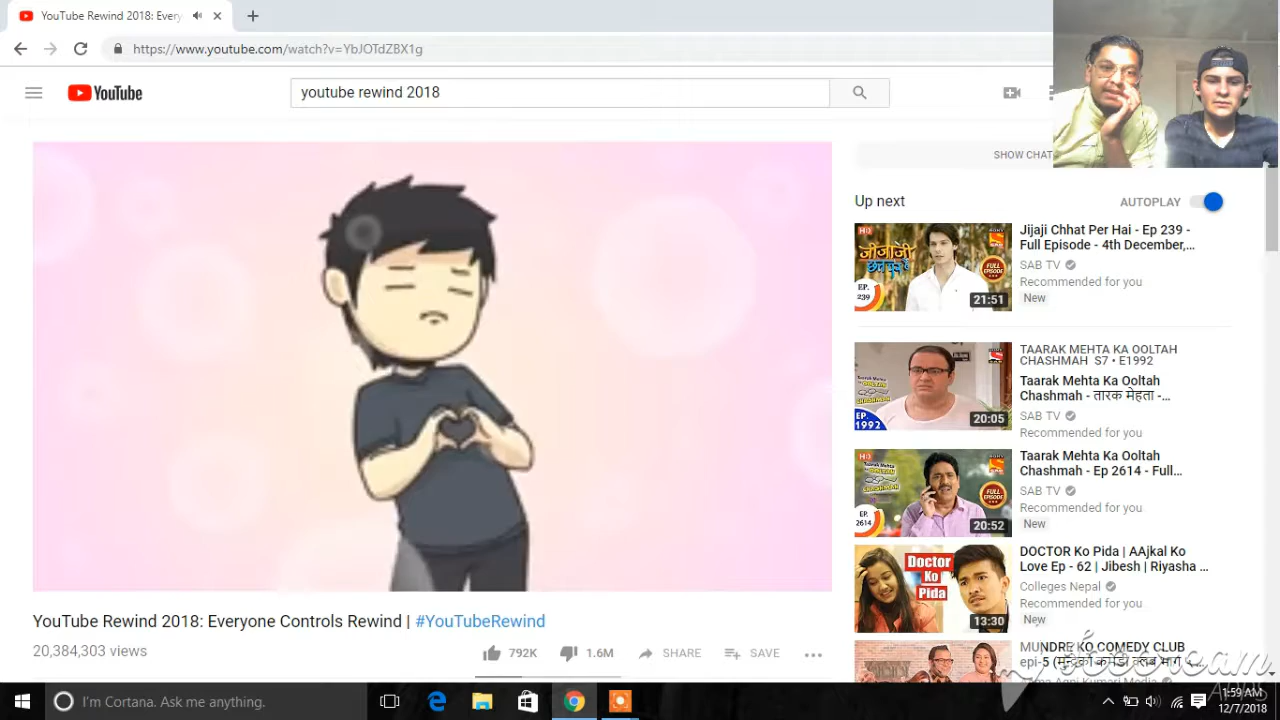 YouTube Rewind 2018: Every
https://www.youtube.com/watch?v=YbJOTdZBX1g
YouTube
youtube rewind 2018
SHOW CHAT
Up next
AUTOPLAY
HD
जीजाजी
FULL
EPISODE
EP.
239
21:51
Jijaji Chhat Per Hai - Ep 239 -
Full Episode - 4th December,...
SAB TV
Recommended for you
New
EP.
1992
20:05
TAARAK MEHTA KA OOLTAH
CHASHMAH S7 • E1992
Taarak Mehta Ka Ooltah
Chashmah - तारक मेहता -...
SAB TV
Recommended for you
HD
FULL
EPISODE
EP.
2614
20:52
Taarak Mehta Ka Ooltah
Chashmah - Ep 2614 - Full...
SAB TV
Recommended for you
New
Doctor
Ko
Pida
13:30
DOCTOR Ko Pida | AAjkal Ko
Love Ep - 62 | Jibesh | Riyasha ...
Colleges Nepal
Recommended for you
New
MUNDRE KO COMEDY CLUB
YouTube Rewind 2018: Everyone Controls Rewind | #YouTubeRewind
20,384,303 views
792K
1.6M
SHARE
SAVE
I'm Cortana. Ask me anything.
1:59 AM
12/7/2018